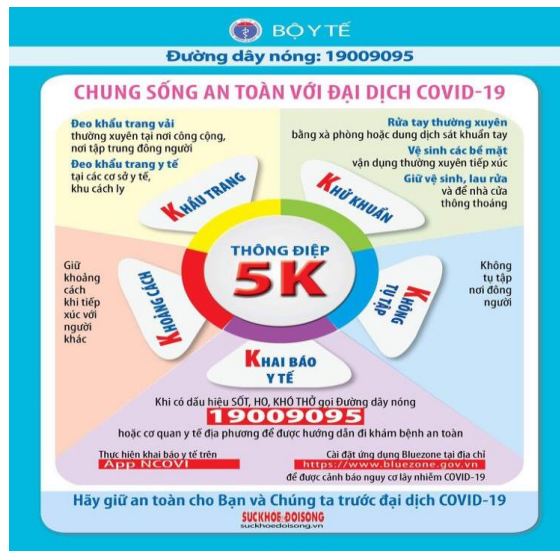 BỘ Y TẾ
Đường dây nóng: 19009095
CHUNG SỐNG AN TOÀN VỚI ĐẠI DỊCH COVID-19
Đeo khẩu trang vải
thường xuyên tại nơi công cộng,
nơi tập trung đông người
Đeo khẩu trang y tế
tại các cơ sở y tế,
khu cách ly
KHẨU TRANG
Rửa tay thường xuyên
bằng xà phòng hoặc dung dịch sát khuẩn tay
Vệ sinh các bề mặt
vận dụng thường xuyên tiếp xúc
Giữ vệ sinh, lau rửa
và để nhà cửa
thông thoáng
KHỬ KHUẨN
THÔNG ĐIỆP
5K
Giữ
khoảng
cách
khi tiếp
xúc với
người
khác
KHOẢNG CÁCH
KHÔNG
TỤ TẬP
Không
tụ tập
nơi đông
người
KHAI BÁO
Y TẾ
Khi có dấu hiệu SỐT, HO, KHÓ THỞ gọi Đường dây nóng
19009095
hoặc cơ quan y tế địa phương để được hướng dẫn đi khám bệnh an toàn
Thực hiện khai báo y tế trên
App NCOVI
Cài đặt ứng dụng Bluezone tại địa chỉ
https://www.bluezone.gov.vn
để được cảnh báo nguy cơ lây nhiễm COVID-19
Hãy giữ an toàn cho Bạn và Chúng ta trước đại dịch COVID-19
SUCKHOE ĐOISONG
suckhoedoisong.vn